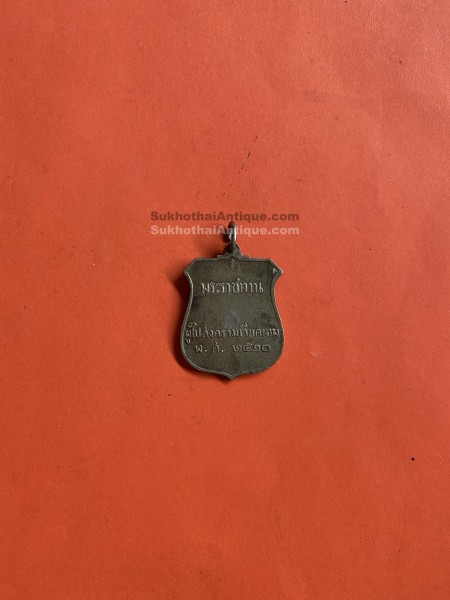 SukhothaiAntique.com
SukhothaiAntique.com
พระราชทาน
ผู้ไปสงครามเวียดนาม
พ. ศ. ๒๕๑๐